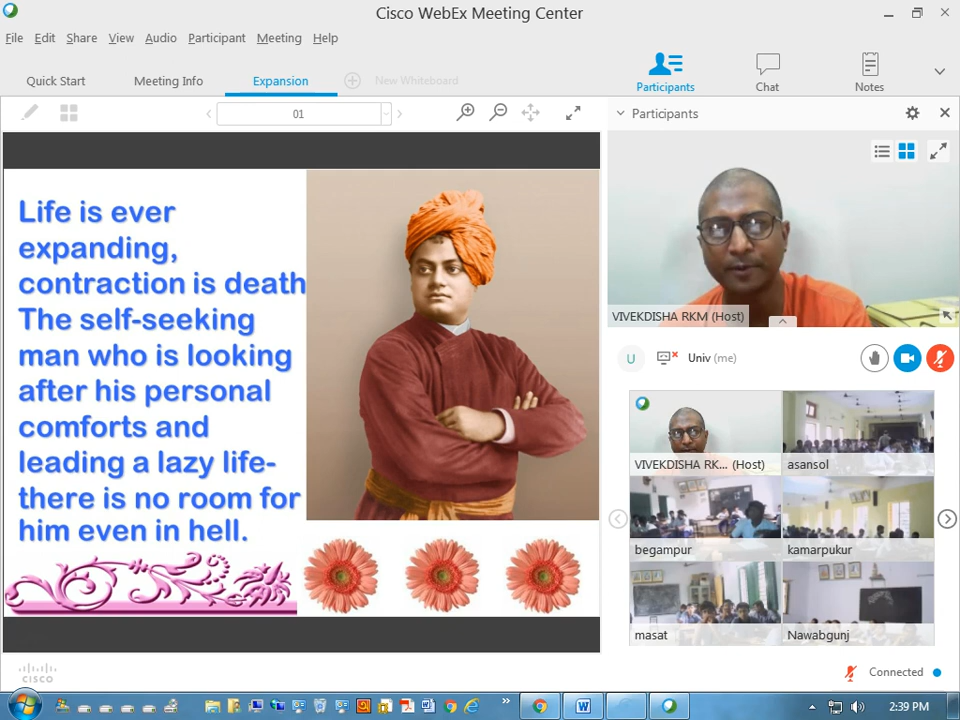 Cisco WebEx Meeting Center
File Edit Share View Audio Participant Meeting Help
Quick Start Meeting Info Expansion New Whiteboard
Participants Chat Notes
01
Participants
Life is ever
expanding,
contraction is death
The self-seeking
man who is looking
after his personal
comforts and
leading a lazy life-
there is no room for
him even in hell.
VIVEKDISHA RKM (Host)
U Univ (me)
VIVEKDISHA RK... (Host)
asansol
begampur
kamarpukur
masat
Nawabgunj
cisco
Connected
2:39 PM